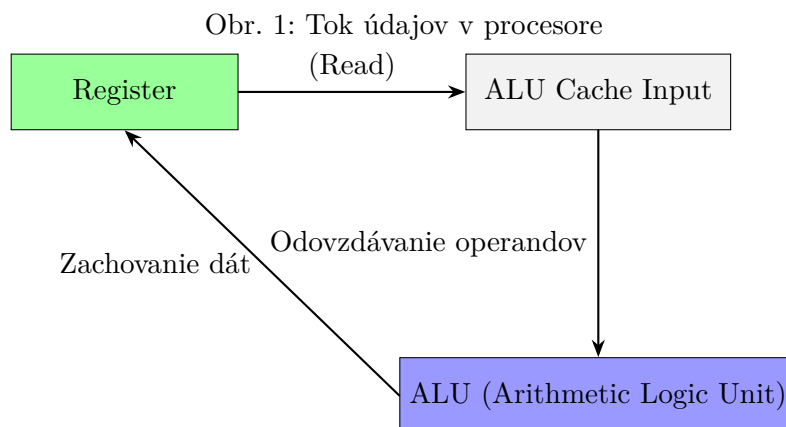 Obr. 1: Tok údajov v procesore
(Read)
Register
ALU Cache Input
Odovzdávanie operandov
Zachovanie dát
ALU (Arithmetic Logic Unit)